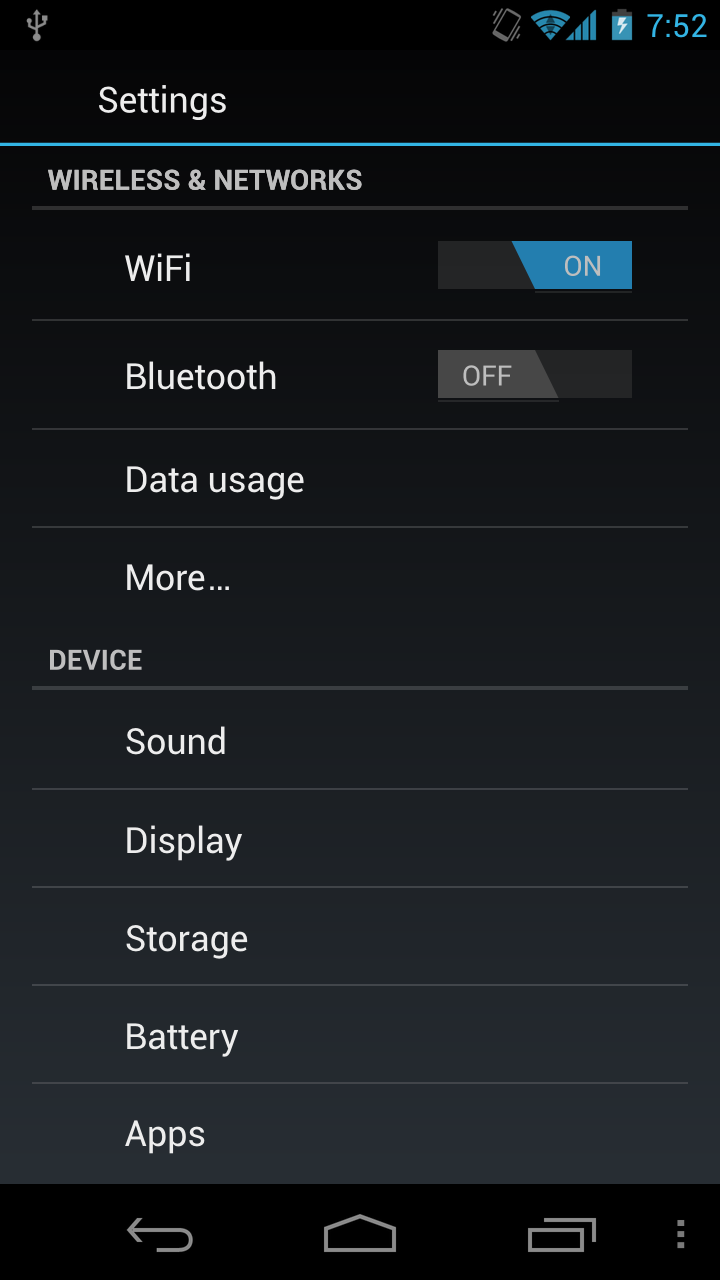 7:52
Settings
WIRELESS & NETWORKS
WiFi
ON
Bluetooth
OFF
Data usage
More…
DEVICE
Sound
Display
Storage
Battery
Apps